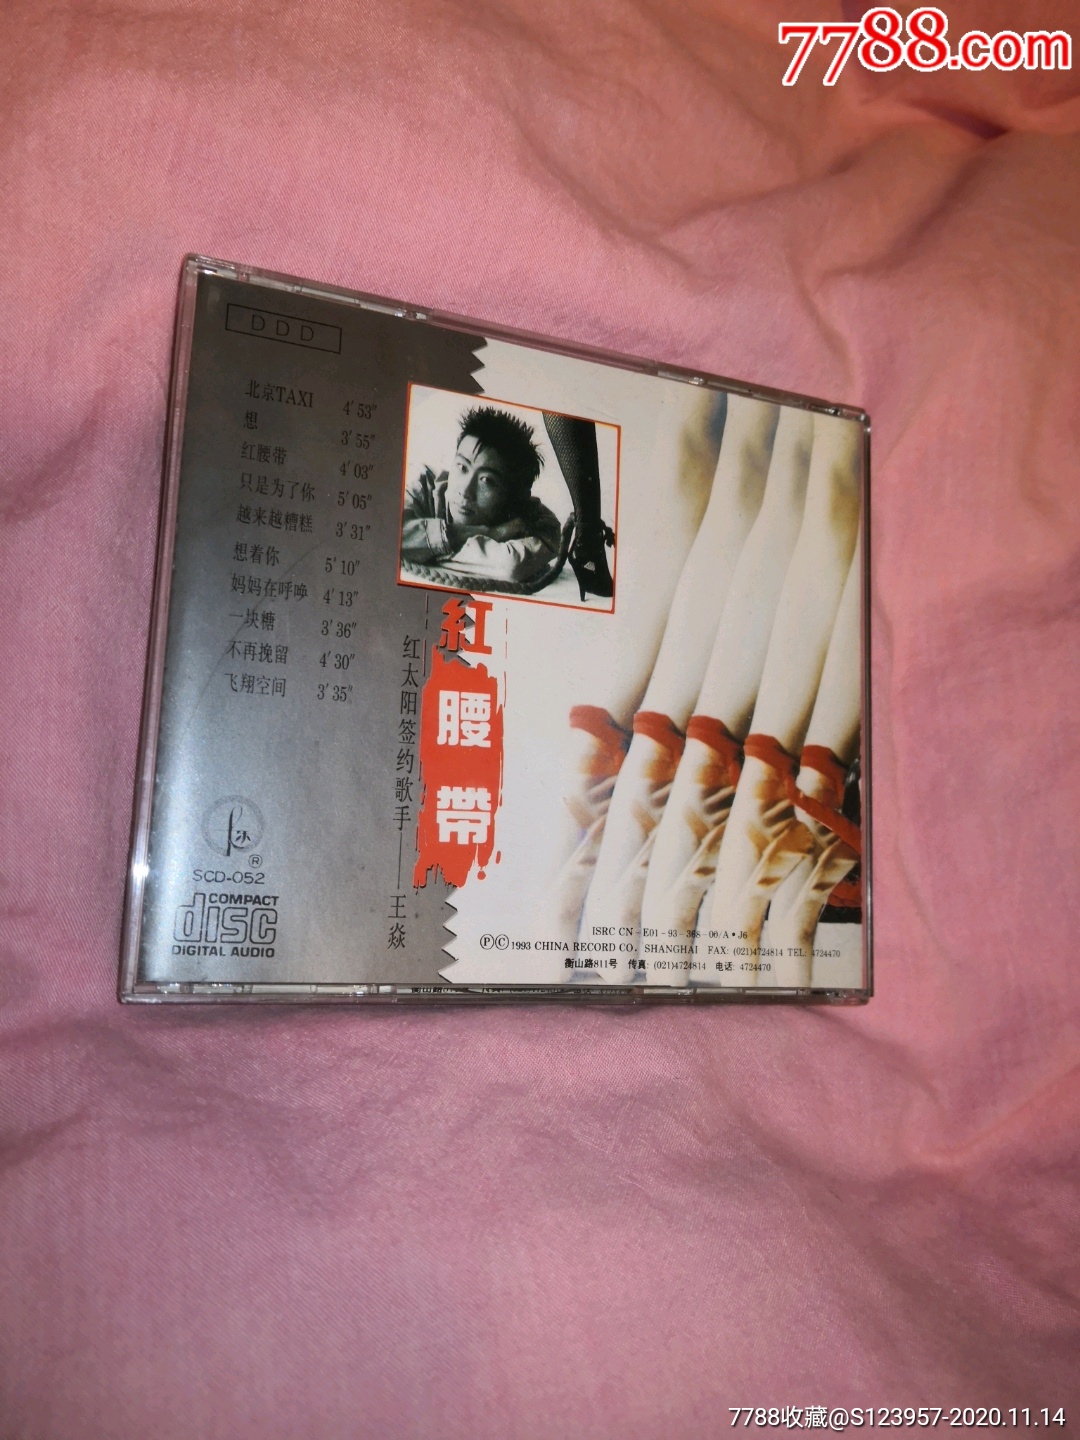 7788.com
DDD
北京TAXI 4'53"
想 3'55"
红腰带 4'03"
只是为了你 5'05"
越来越糟糕 3'31"
想着你 5'10"
妈妈在呼唤 4'13"
一块糖 3'36"
不再挽留 4'30"
飞翔空间 3'35"
紅腰帶
红太阳签约歌手——王焱
®
SCD-052
COMPACT
disc
DIGITAL AUDIO
ISRC CN-E01-93-368-00/A·J6
ⓅⒸ1993 CHINA RECORD CO. SHANGHAI FAX: (021)4724814 TEL: 4724470
衡山路811号 传真: (021)4724814 电话: 4724470
7788收藏@S123957-2020.11.14